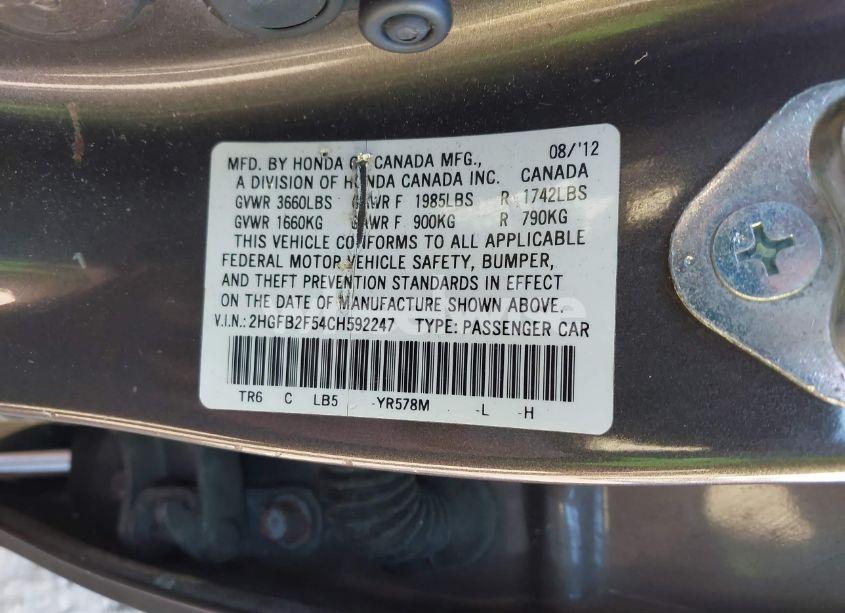 MFD. BY HONDA OF CANADA MFG., 08/'12
A DIVISION OF HONDA CANADA INC. CANADA
GVWR 3660LBS GAWR F 1985LBS R 1742LBS
GVWR 1660KG GAWR F 900KG R 790KG
THIS VEHICLE CONFORMS TO ALL APPLICABLE
FEDERAL MOTOR VEHICLE SAFETY, BUMPER,
AND THEFT PREVENTION STANDARDS IN EFFECT
ON THE DATE OF MANUFACTURE SHOWN ABOVE.
V.I.N.: 2HGFB2F54CH592247 TYPE: PASSENGER CAR
TR6 C LB5 -YR578M -L -H